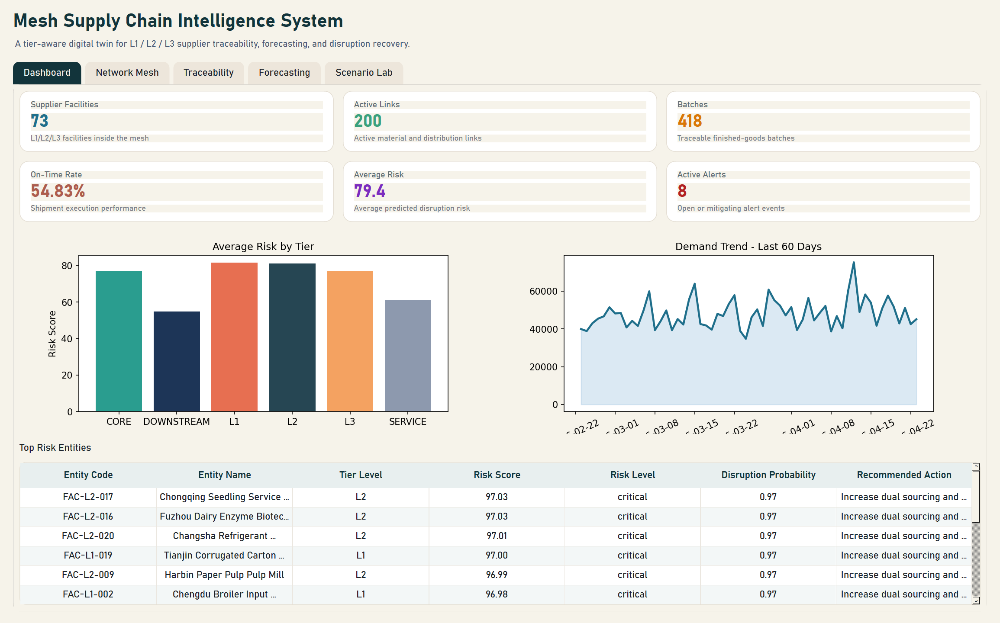 Mesh Supply Chain Intelligence System
A tier-aware digital twin for L1 / L2 / L3 supplier traceability, forecasting, and disruption recovery.
Dashboard Network Mesh Traceability Forecasting Scenario Lab
Supplier Facilities
73
L1/L2/L3 facilities inside the mesh
Active Links
200
Active material and distribution links
Batches
418
Traceable finished-goods batches
On-Time Rate
54.83%
Shipment execution performance
Average Risk
79.4
Average predicted disruption risk
Active Alerts
8
Open or mitigating alert events
Average Risk by Tier
Risk Score
80
60
40
20
0
CORE DOWNSTREAM L1 L2 L3 SERVICE
Demand Trend - Last 60 Days
60000
40000
20000
0
-02-22 -03-01 -03-08 -03-15 -03-22 -04-01 -04-08 -04-15 -04-22
Top Risk Entities
Entity Code Entity Name Tier Level Risk Score Risk Level Disruption Probability Recommended Action
FAC-L2-017 Chongqing Seedling Service ... L2 97.03 critical 0.97 Increase dual sourcing and ...
FAC-L2-016 Fuzhou Dairy Enzyme Biotec... L2 97.03 critical 0.97 Increase dual sourcing and ...
FAC-L2-020 Changsha Refrigerant ... L2 97.01 critical 0.97 Increase dual sourcing and ...
FAC-L1-019 Tianjin Corrugated Carton ... L1 97.00 critical 0.97 Increase dual sourcing and ...
FAC-L2-009 Harbin Paper Pulp Pulp Mill L2 96.99 critical 0.97 Increase dual sourcing and ...
FAC-L1-002 Chengdu Broiler Input ... L1 96.98 critical 0.97 Increase dual sourcing and ...